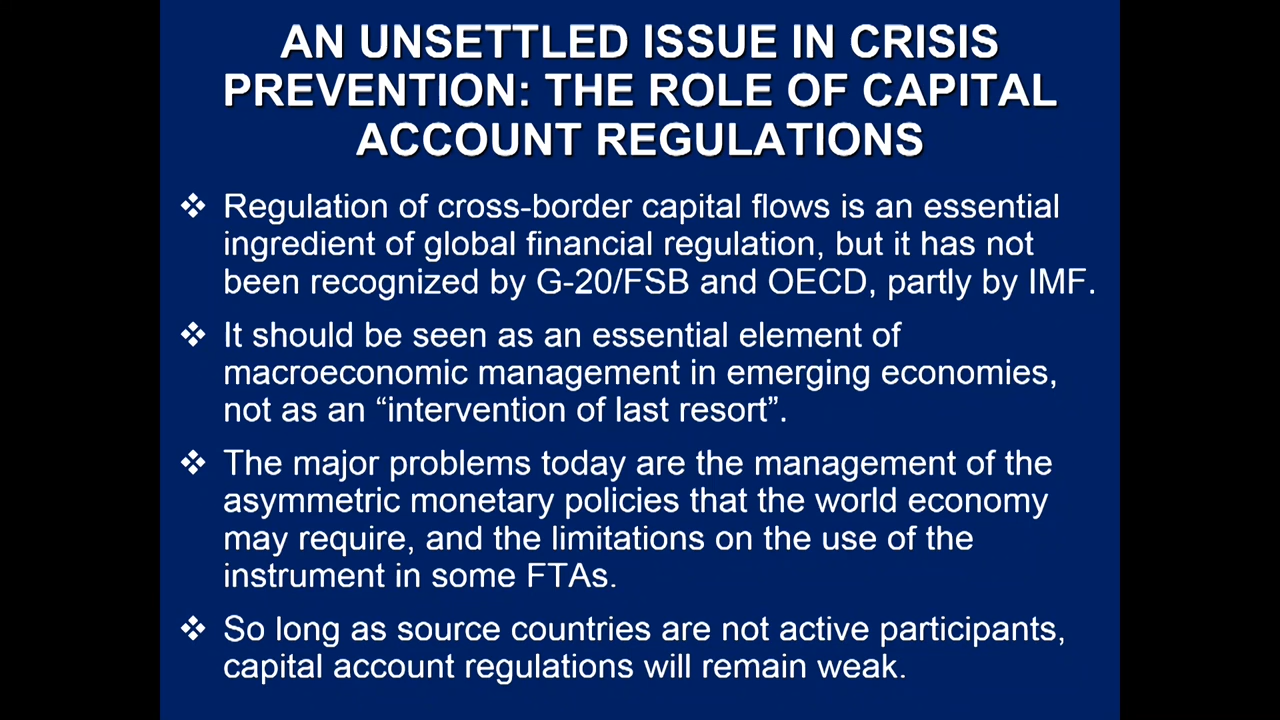 AN UNSETTLED ISSUE IN CRISIS
PREVENTION: THE ROLE OF CAPITAL
ACCOUNT REGULATIONS
❖ Regulation of cross-border capital flows is an essential
ingredient of global financial regulation, but it has not
been recognized by G-20/FSB and OECD, partly by IMF.
❖ It should be seen as an essential element of
macroeconomic management in emerging economies,
not as an “intervention of last resort”.
❖ The major problems today are the management of the
asymmetric monetary policies that the world economy
may require, and the limitations on the use of the
instrument in some FTAs.
❖ So long as source countries are not active participants,
capital account regulations will remain weak.